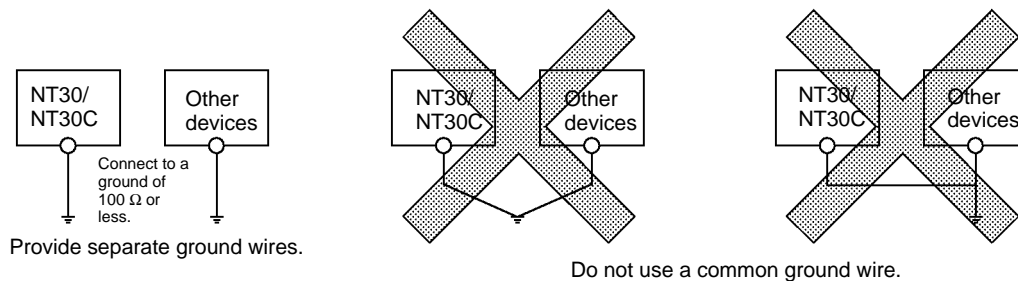 NT30/
NT30C
Other
devices
Connect to a
ground of
100 Ω or
less.
Provide separate ground wires.
NT30/
NT30C
Other
devices
NT30/
NT30C
Other
devices
Do not use a common ground wire.